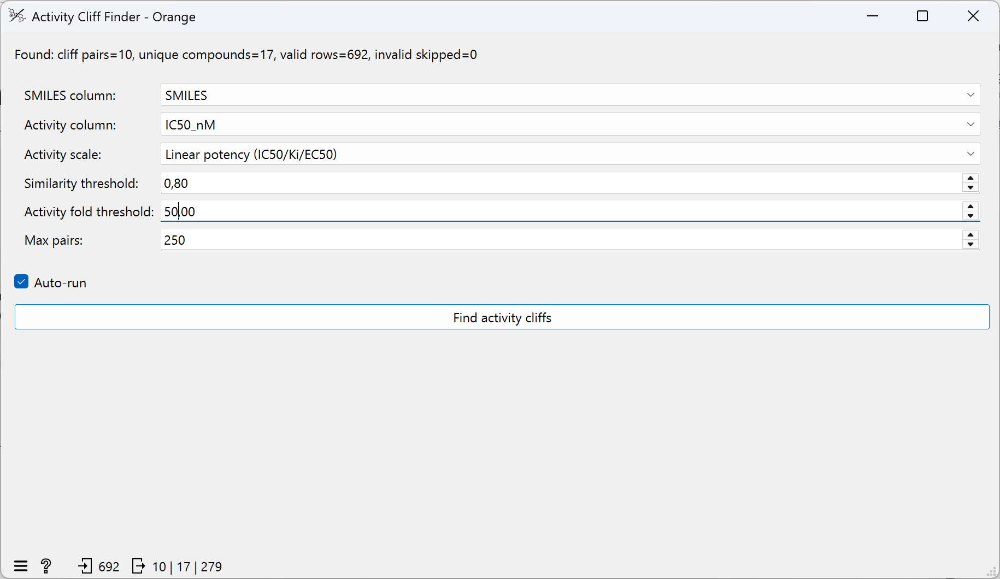 Activity Cliff Finder - Orange
Found: cliff pairs=10, unique compounds=17, valid rows=692, invalid skipped=0
SMILES column: SMILES
Activity column: IC50_nM
Activity scale: Linear potency (IC50/Ki/EC50)
Similarity threshold: 0,80
Activity fold threshold: 50,00
Max pairs: 250
Auto-run
Find activity cliffs
? 692 10 | 17 | 279